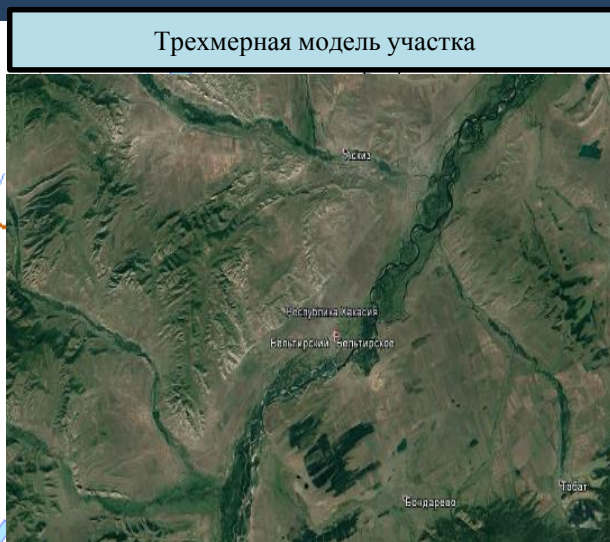 Трехмерная модель участка
Аскиз
Республика Хакасия
Бельтирский Бельтирское
Табат
Бондарево